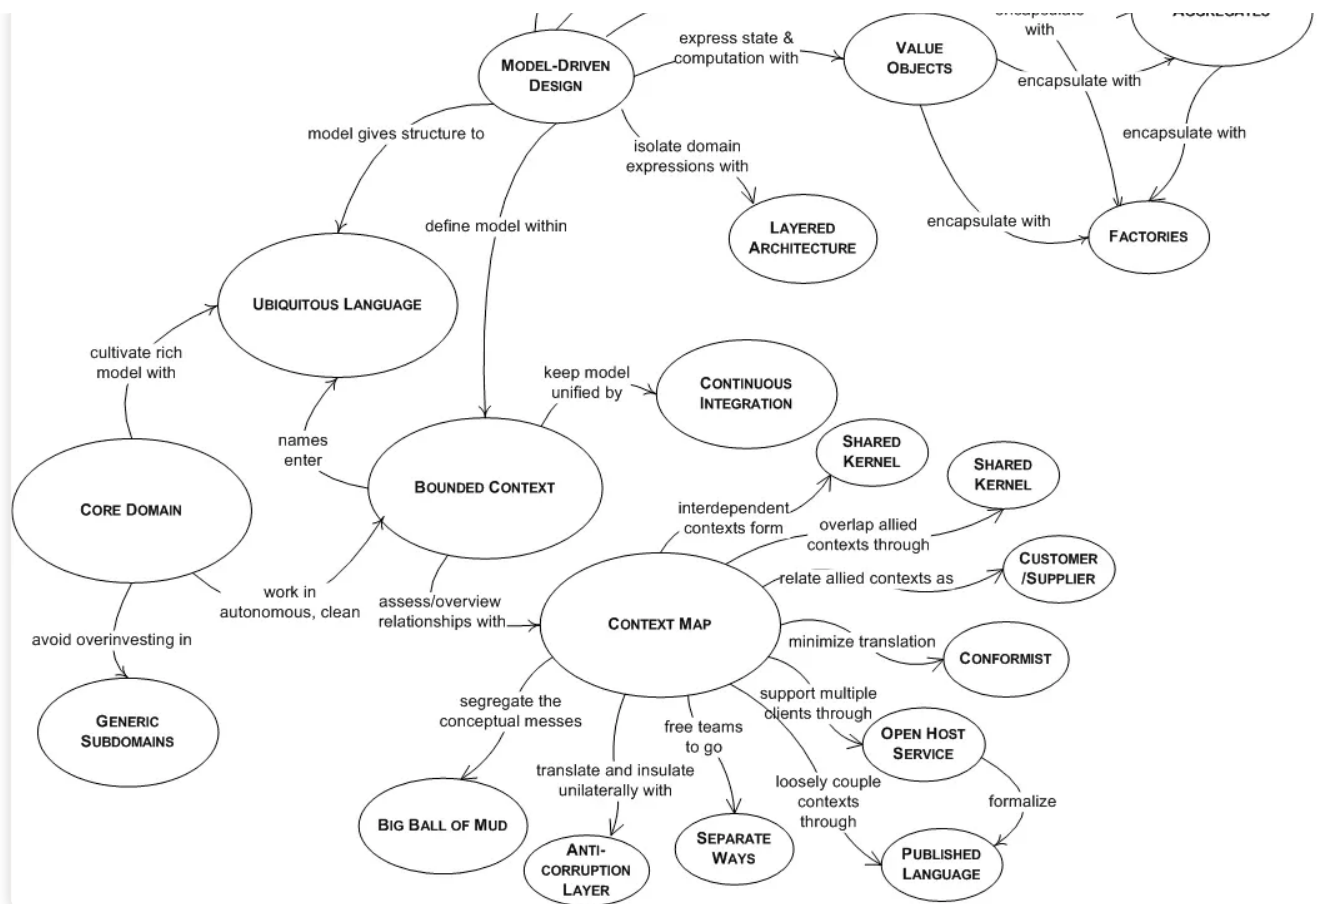 encapsulate
with
AGGREGATES
express state &
computation with
VALUE
OBJECTS
MODEL-DRIVEN
DESIGN
encapsulate with
model gives structure to
isolate domain
expressions with
encapsulate with
define model within
encapsulate with
LAYERED
ARCHITECTURE
FACTORIES
UBIQUITOUS LANGUAGE
cultivate rich
model with
keep model
unified by
CONTINUOUS
INTEGRATION
names
enter
SHARED
KERNEL
SHARED
KERNEL
BOUNDED CONTEXT
CORE DOMAIN
interdependent
contexts form
overlap allied
contexts through
CUSTOMER
/SUPPLIER
relate allied contexts as
work in
autonomous, clean
assess/overview
relationships with
CONTEXT MAP
avoid overinvesting in
minimize translation
CONFORMIST
segregate the
conceptual messes
support multiple
clients through
free teams
to go
GENERIC
SUBDOMAINS
OPEN HOST
SERVICE
translate and insulate
unilaterally with
loosely couple
contexts
through
formalize
BIG BALL OF MUD
SEPARATE
WAYS
ANTI-
CORRUPTION
LAYER
PUBLISHED
LANGUAGE